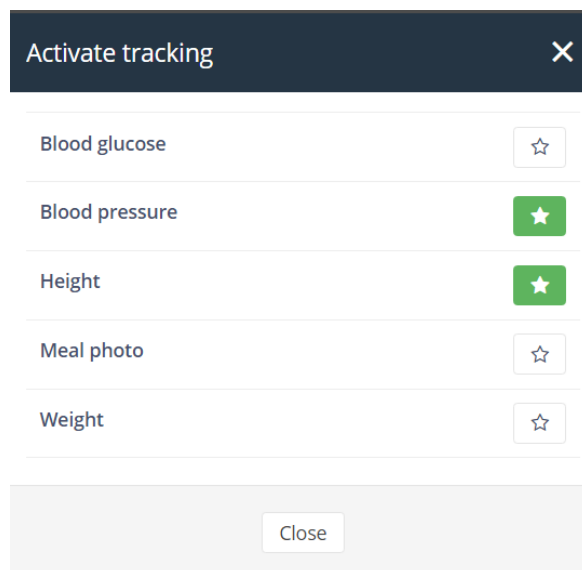 Activate tracking
Blood glucose
Blood pressure
Height
Meal photo
Weight
Close